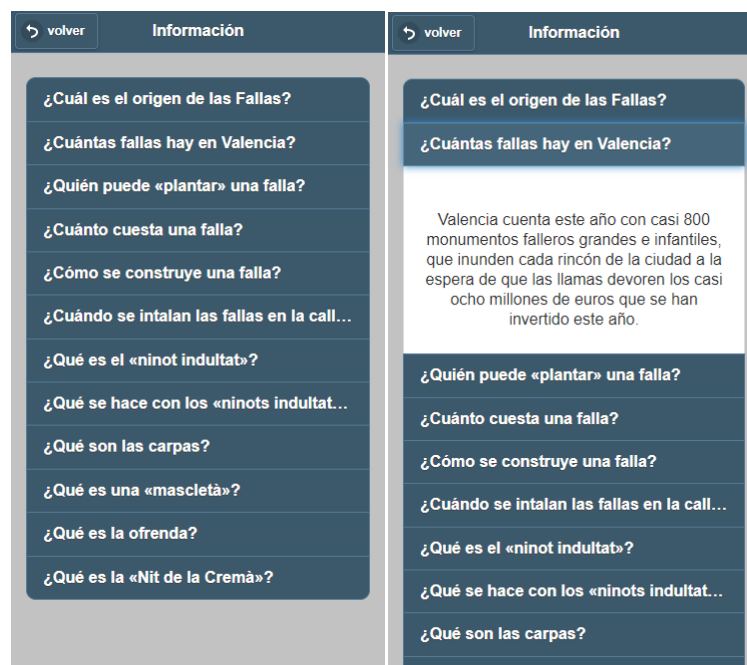 volver
Información
¿Cuál es el origen de las Fallas?
¿Cuántas fallas hay en Valencia?
¿Quién puede «plantar» una falla?
¿Cuánto cuesta una falla?
¿Cómo se construye una falla?
¿Cuándo se intalan las fallas en la call...
¿Qué es el «ninot indultat»?
¿Qué se hace con los «ninots indultat...
¿Qué son las carpas?
¿Qué es una «mascletà»?
¿Qué es la ofrenda?
¿Qué es la «Nit de la Cremà»?
volver
Información
¿Cuál es el origen de las Fallas?
¿Cuántas fallas hay en Valencia?
Valencia cuenta este año con casi 800
monumentos falleros grandes e infantiles,
que inunden cada rincón de la ciudad a la
espera de que las llamas devoren los casi
ocho millones de euros que se han
invertido este año.
¿Quién puede «plantar» una falla?
¿Cuánto cuesta una falla?
¿Cómo se construye una falla?
¿Cuándo se intalan las fallas en la call...
¿Qué es el «ninot indultat»?
¿Qué se hace con los «ninots indultat...
¿Qué son las carpas?